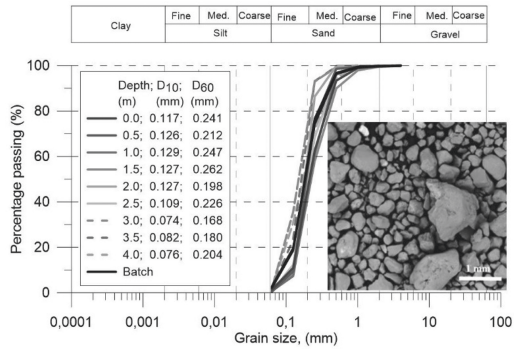 Clay Fine Med. Coarse Fine Med. Coarse Fine Med. Coarse
Silt Sand Gravel
100
80
60
40
20
0
Percentage passing (%)
Depth; D10; D60
(m) (mm) (mm)
0.0; 0.117; 0.241
0.5; 0.126; 0.212
1.0; 0.129; 0.247
1.5; 0.127; 0.262
2.0; 0.127; 0.198
2.5; 0.109; 0.226
3.0; 0.074; 0.168
3.5; 0.082; 0.180
4.0; 0.076; 0.204
Batch
1 mm
0,0001 0,001 0,01 0,1 1 10 100
Grain size, (mm)